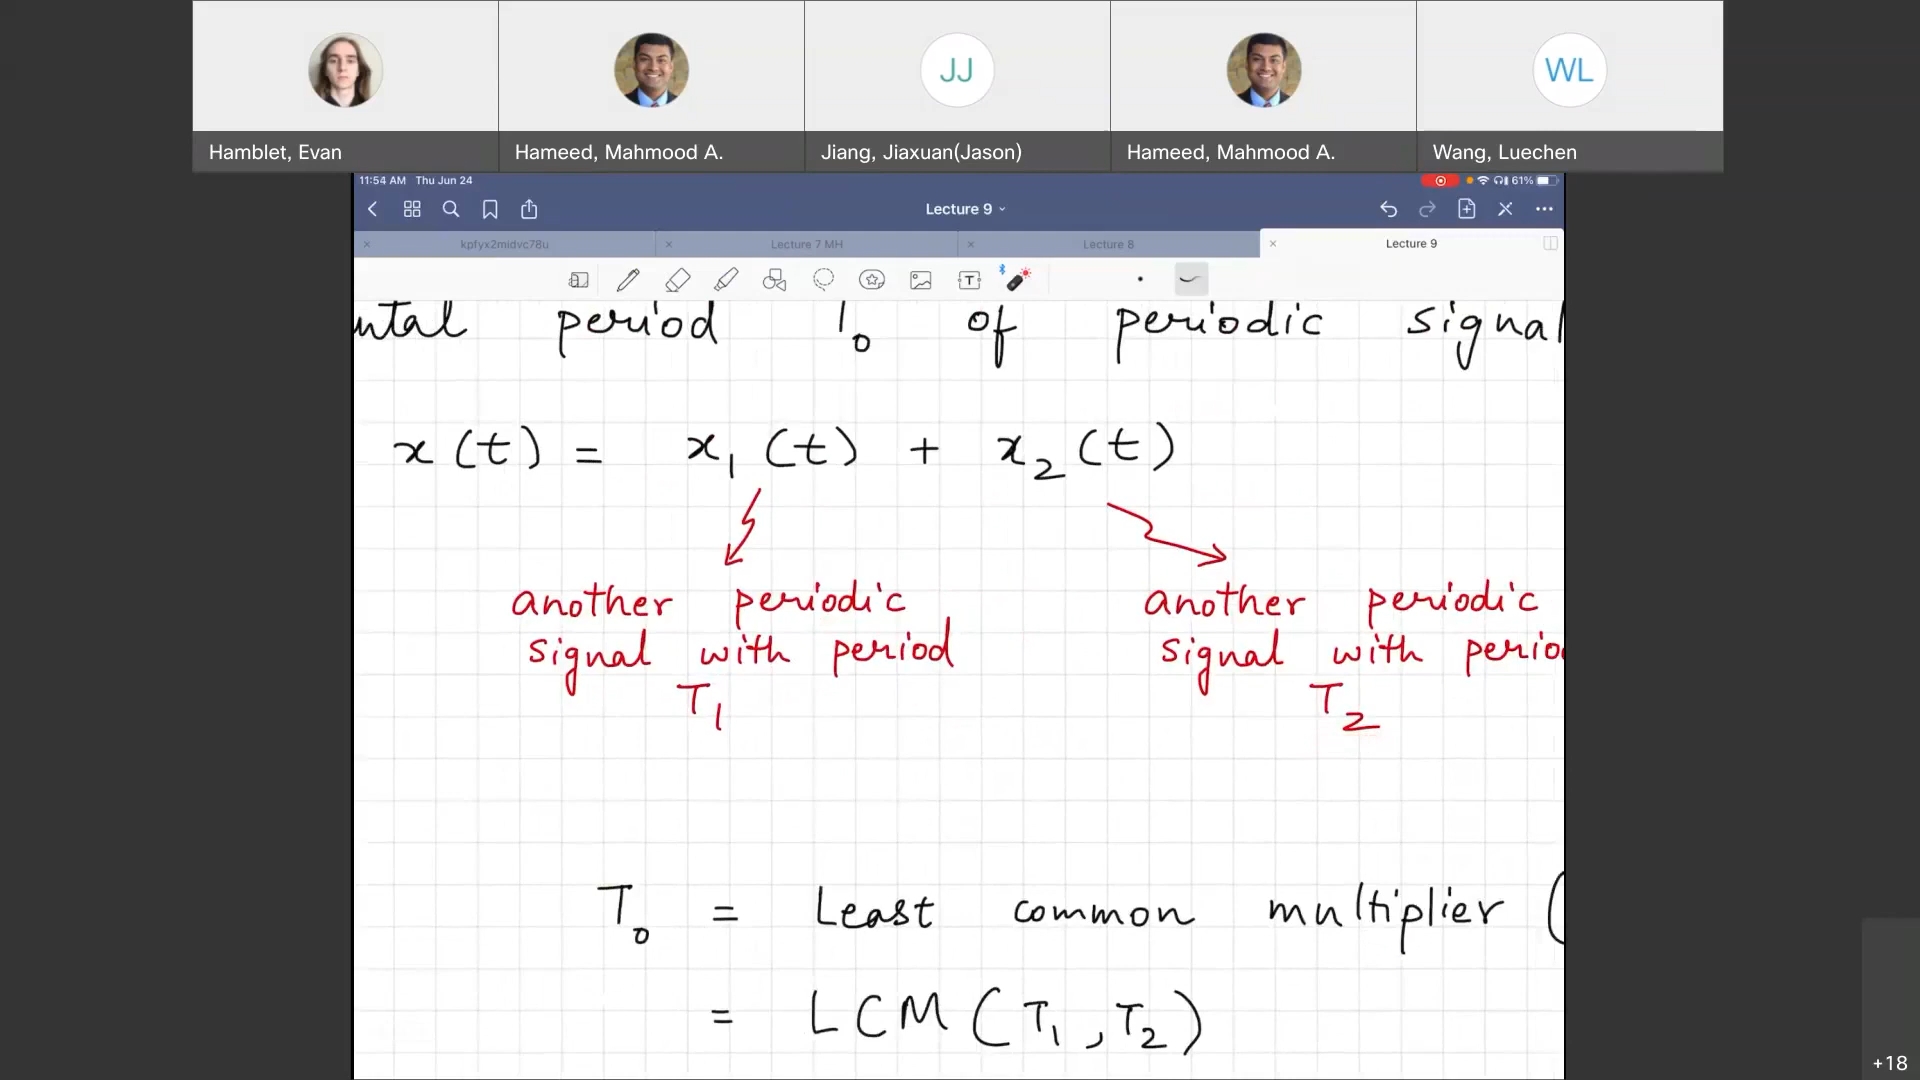 JJ
WL
Hamblet, Evan
Hameed, Mahmood A.
Jiang, Jiaxuan(Jason)
Hameed, Mahmood A.
Wang, Luechen
11:54 AM Thu Jun 24
61%
Lecture 9
kpfyx2midvc78u
Lecture 7 MH
Lecture 8
Lecture 9
period T0 of periodic signal
x(t) = x1(t) + x2(t)
another periodic
signal with period
T1
another periodic
signal with
T2
T0 = Least common multiplier (
= LCM(T1, T2)
+18